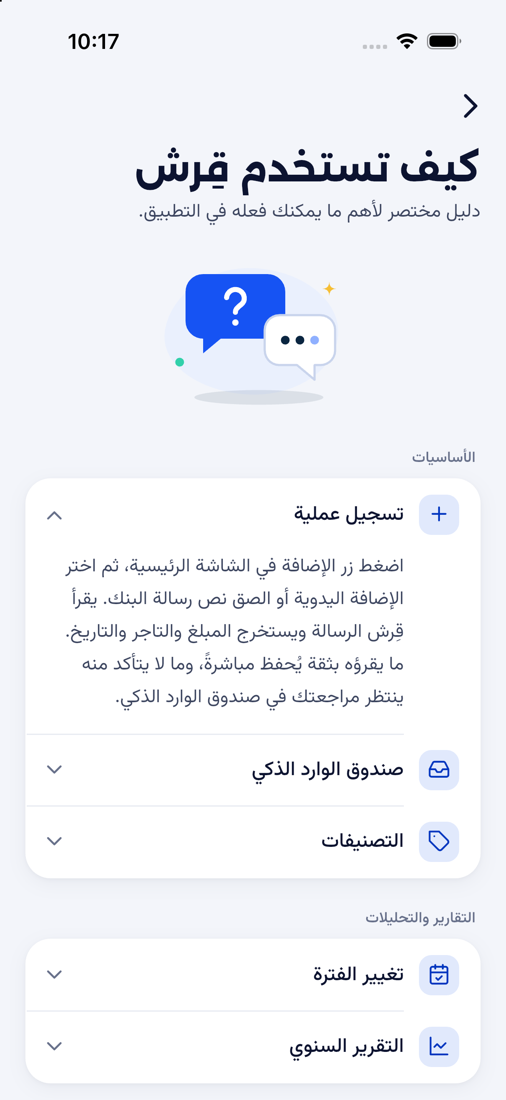 10:17
كيف تستخدم قِرش
دليل مختصر لأهم ما يمكنك فعله في التطبيق.
?
الأساسيات
تسجيل عملية
اضغط زر الإضافة في الشاشة الرئيسية، ثم اختر
الإضافة اليدوية أو الصق نص رسالة البنك. يقرأ
قِرش الرسالة ويستخرج المبلغ والتاجر والتاريخ.
ما يقرؤه بثقة يُحفظ مباشرةً، وما لا يتأكد منه
ينتظر مراجعتك في صندوق الوارد الذكي.
صندوق الوارد الذكي
التصنيفات
التقارير والتحليلات
تغيير الفترة
التقرير السنوي